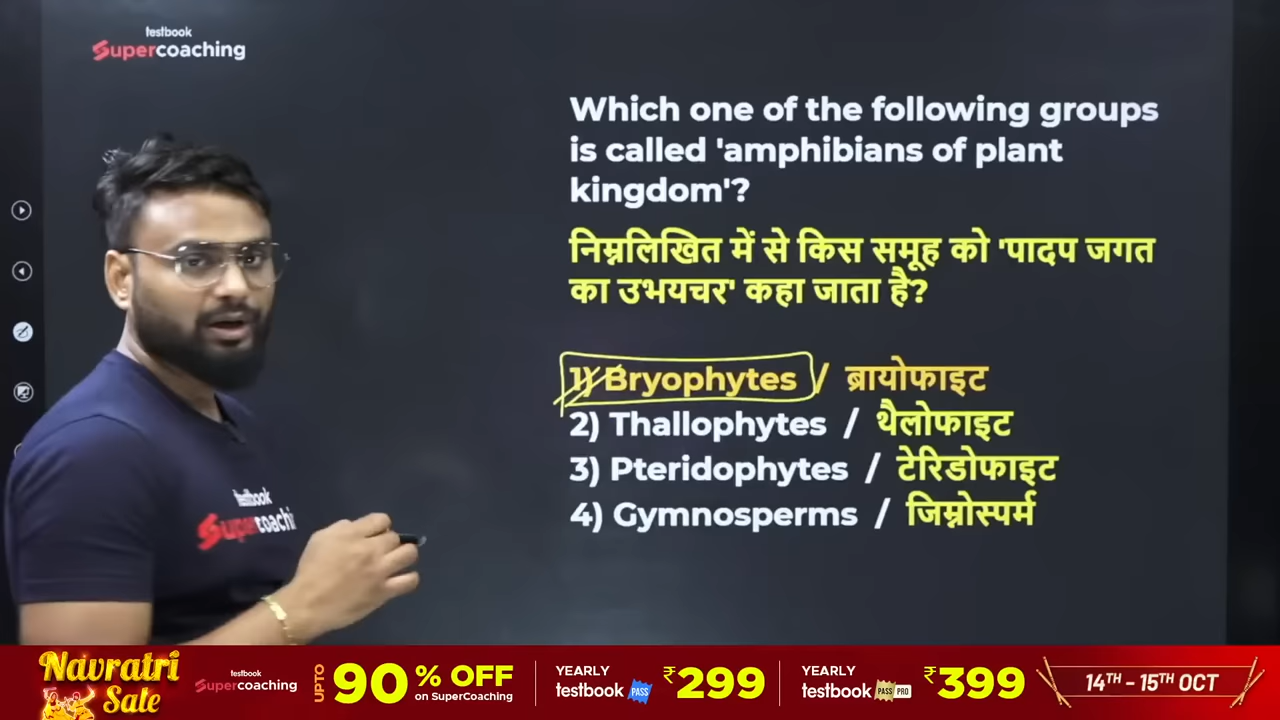 testbook
Supercoaching
Which one of the following groups
is called 'amphibians of plant
kingdom'?
निम्नलिखित में से किस समूह को 'पादप जगत
का उभयचर' कहा जाता है?
1) Bryophytes / ब्रायोफाइट
2) Thallophytes / थैलोफाइट
3) Pteridophytes / टेरिडोफाइट
4) Gymnosperms / जिम्नोस्पर्म
testbook
Supercoachi
Navratri
Sale
testbook
Supercoaching
UPTO
90% OFF
on SuperCoaching
YEARLY
testbook PASS
₹299
YEARLY
testbook PASS PRO
₹399
14TH - 15TH OCT